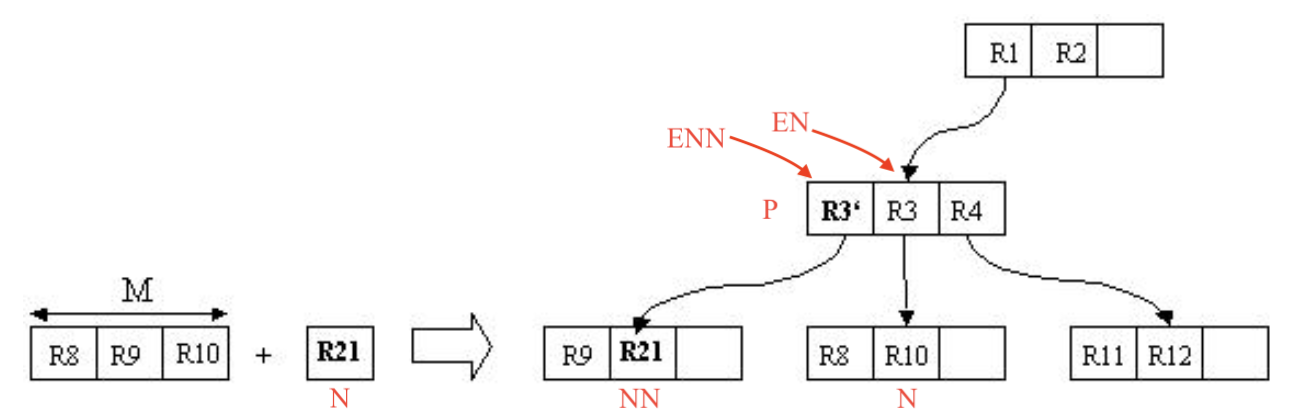 R1 R2
EN
ENN
P R3‘ R3 R4
M
R8 R9 R10 + R21 R9 R21 R8 R10 R11 R12
N NN N